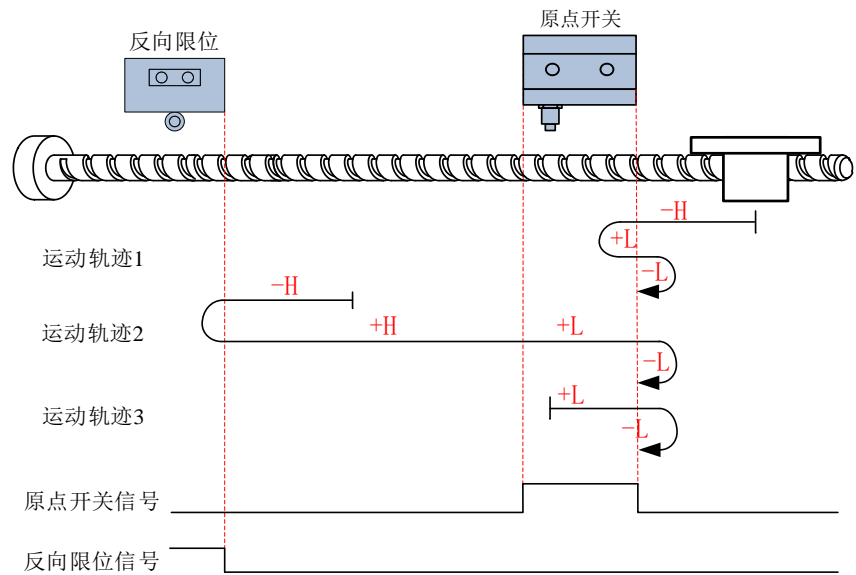 原点开关
反向限位
-H
+L
运动轨迹1
-L
-H
+H
+L
运动轨迹2
-L
+L
运动轨迹3
-L
原点开关信号
反向限位信号